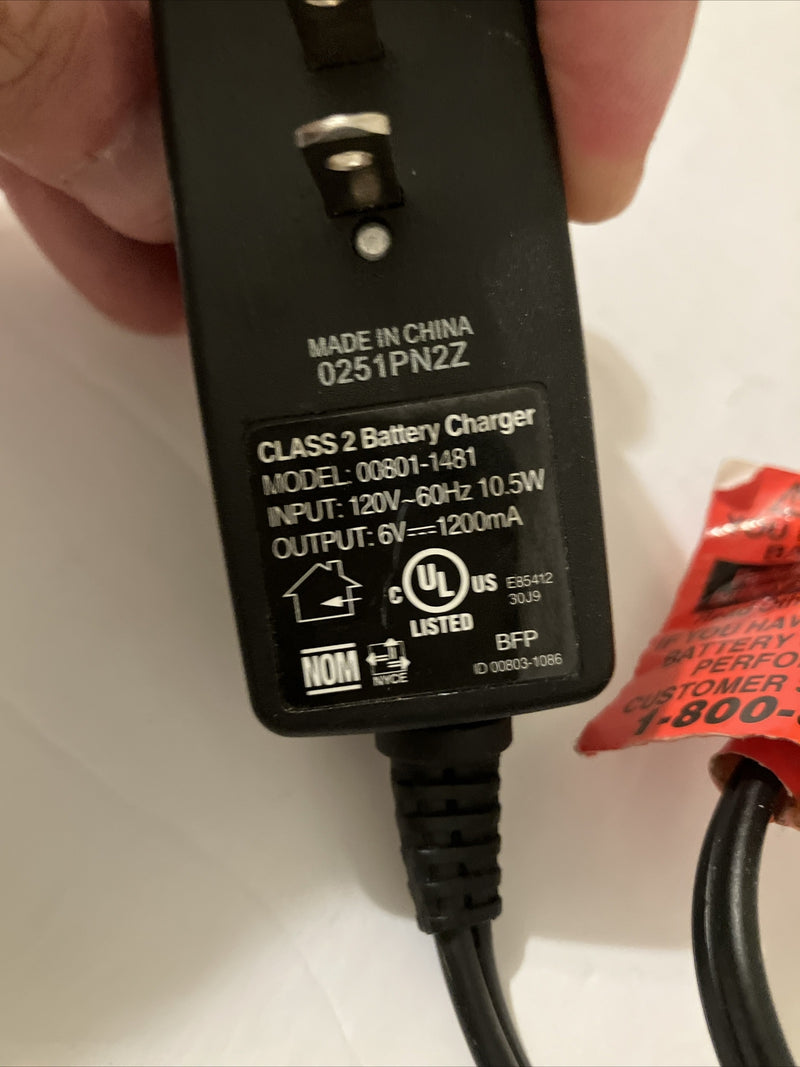 MADE IN CHINA
0251PN2Z
CLASS 2 Battery Charger
MODEL: 00801-1481
INPUT: 120V~60Hz 10.5W
OUTPUT: 6V⎓1200mA
C UL US
LISTED
E85412
30J9
NOM
NYCE
BFP
ID 00803-1086
YOU
BA
IF YOU HAV
BATTERY
PERFO
CUSTOMER S
1-800-